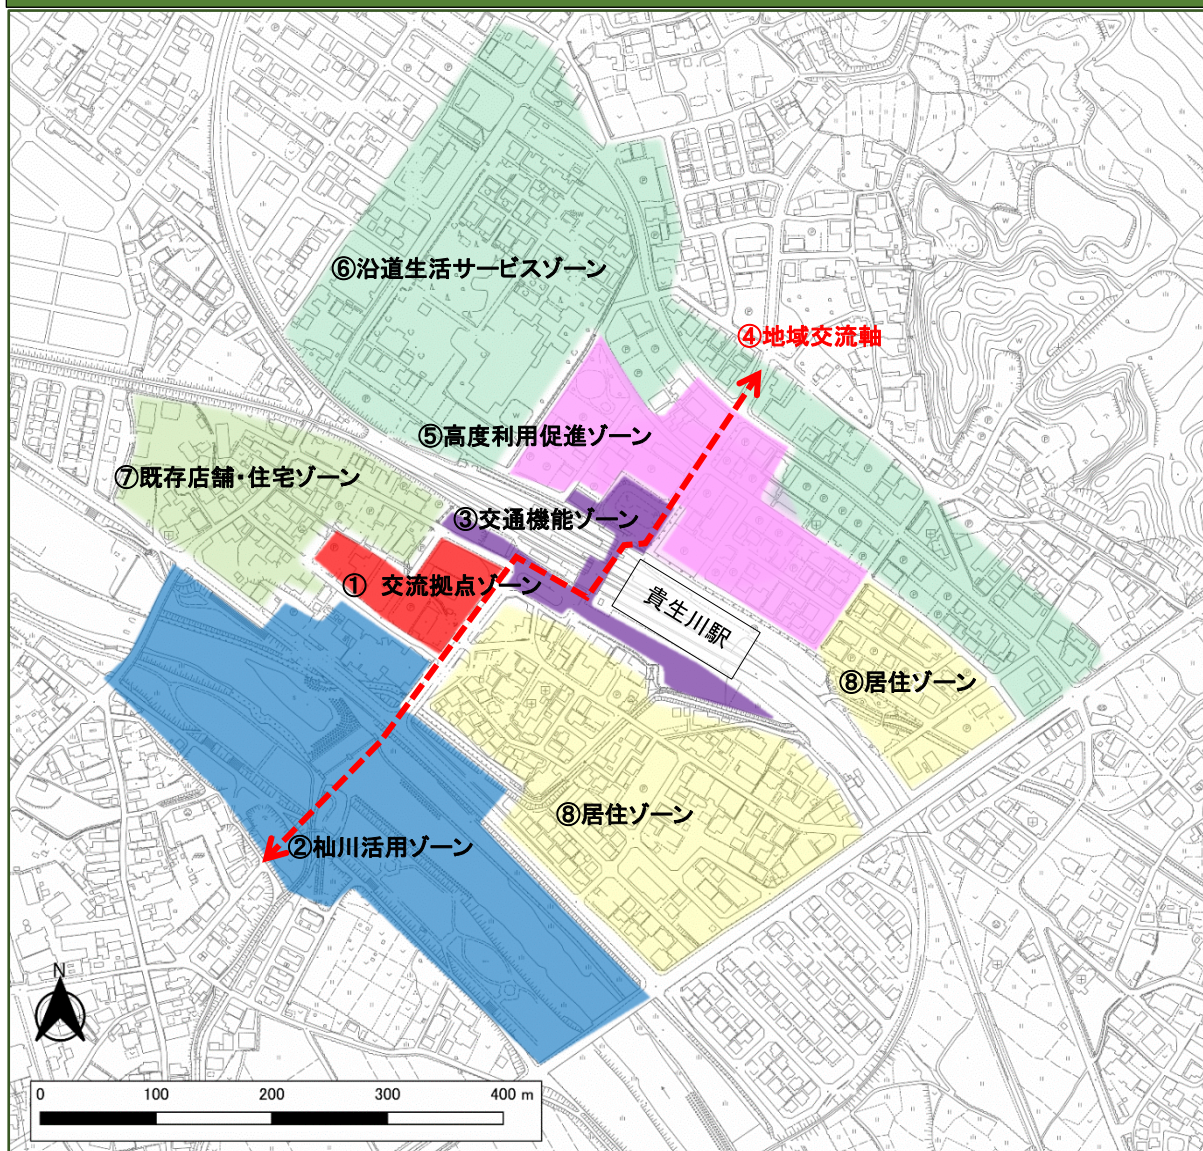 ⑥沿道生活サービスゾーン
④地域交流軸
⑤高度利用促進ゾーン
⑦既存店舗・住宅ゾーン
③交通機能ゾーン
① 交流拠点ゾーン
貴生川駅
⑧居住ゾーン
⑧居住ゾーン
②杣川活用ゾーン
N
0 100 200 300 400 m